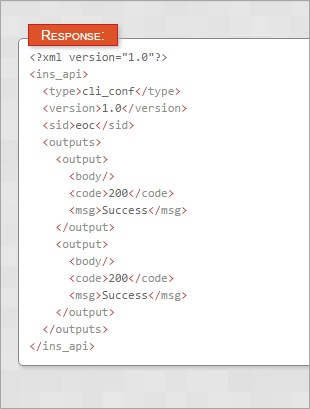 RESPONSE:
<?xml version="1.0"?>
<ins_api>
  <type>cli_conf</type>
  <version>1.0</version>
  <sid>eoc</sid>
  <outputs>
    <output>
      <body/>
      <code>200</code>
      <msg>Success</msg>
    </output>
    <output>
      <body/>
      <code>200</code>
      <msg>Success</msg>
    </output>
  </outputs>
</ins_api>